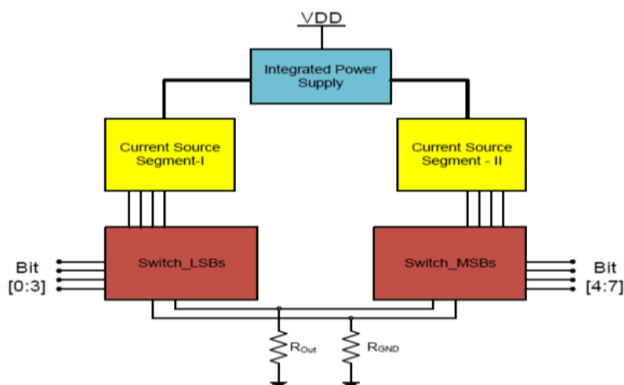 VDD
Integrated Power
Supply
Current Source
Segment-I
Current Source
Segment - II
Bit
[0:3]
Switch_LSBs
Switch_MSBs
Bit
[4:7]
ROut
RGND